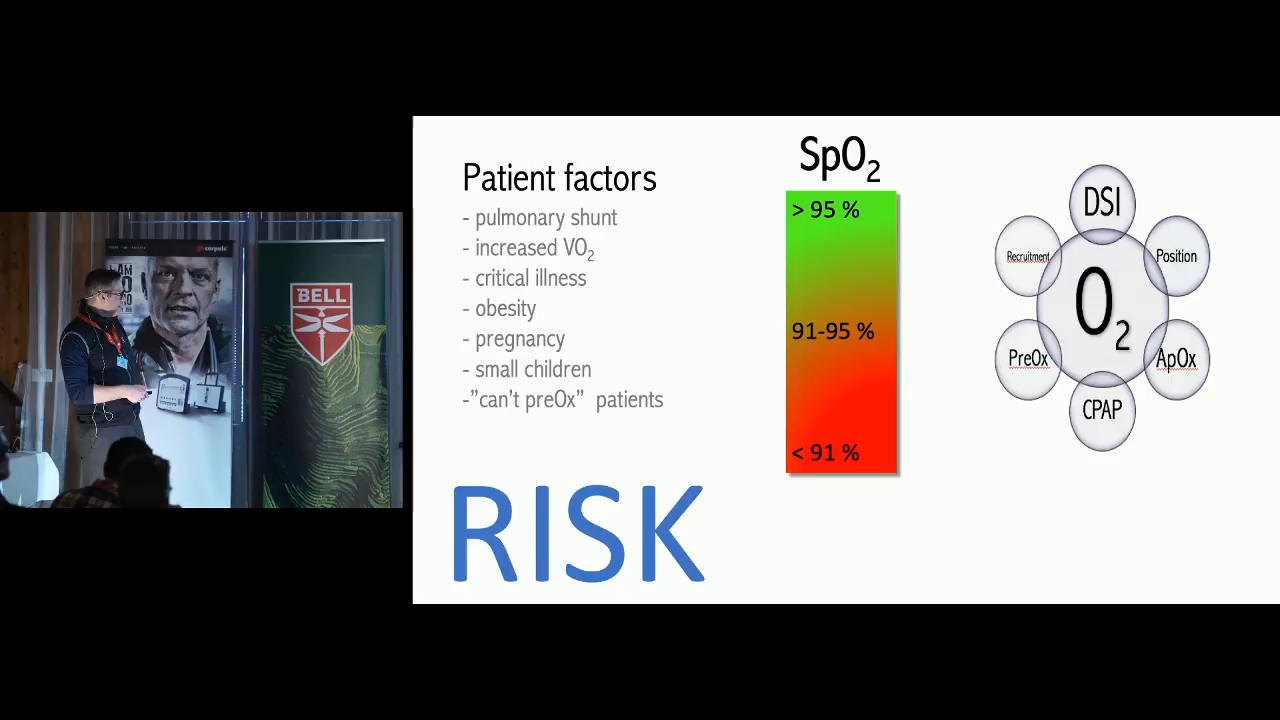 corpuls
BELL
Patient factors
- pulmonary shunt
- increased VO₂
- critical illness
- obesity
- pregnancy
- small children
-"can't preOx" patients
RISK
SpO₂
> 95 %
91-95 %
< 91 %
DSI
Recruitment
Position
O₂
PreOx
ApOx
CPAP